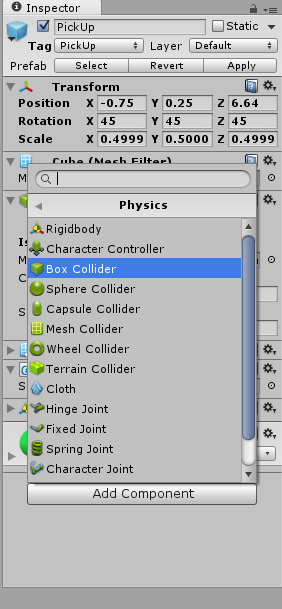 Inspector
PickUp Static
Tag PickUp Layer Default
Prefab Select Revert Apply
Transform
Position X -0.75 Y 0.25 Z 6.64
Rotation X 45 Y 45 Z 45
Scale X 0.4999 Y 0.5000 Z 0.4999
Cube (Mesh Filter)
Physics
Rigidbody
Character Controller
Box Collider
Sphere Collider
Capsule Collider
Mesh Collider
Wheel Collider
Terrain Collider
Cloth
Hinge Joint
Fixed Joint
Spring Joint
Character Joint
Add Component